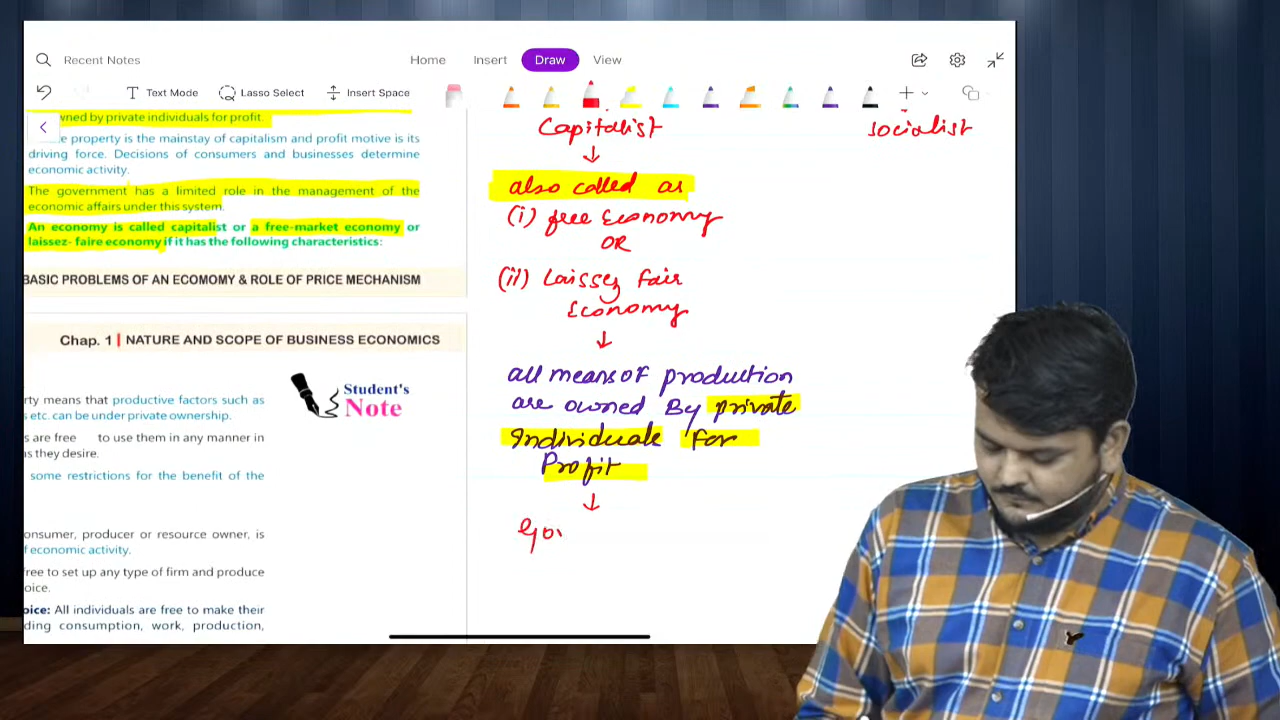 Recent Notes
Home
Insert
Draw
View
Text Mode
Lasso Select
Insert Space
wned by private individuals for profit.
property is the mainstay of capitalism and profit motive is its
driving force. Decisions of consumers and businesses determine
economic activity.
The government has a limited role in the management of the
economic affairs under this system.
An economy is called capitalist or a free-market economy or
laissez- faire economy if it has the following characteristics:
BASIC PROBLEMS OF AN ECOMOMY & ROLE OF PRICE MECHANISM
Chap. 1 NATURE AND SCOPE OF BUSINESS ECONOMICS
Student's
Note
rty means that productive factors such as
s etc. can be under private ownership.
s are free to use them in any manner in
as they desire.
some restrictions for the benefit of the
onsumer, producer or resource owner, is
f economic activity.
free to set up any type of firm and produce
oice.
oice: All individuals are free to make their
ding consumption, work, production,
Capitalist
Socialist
also called as
(i) free Economy
OR
(ii) Laissez Fair
Economy
all means of production
are owned By private
Individuals for
Profit
Gov